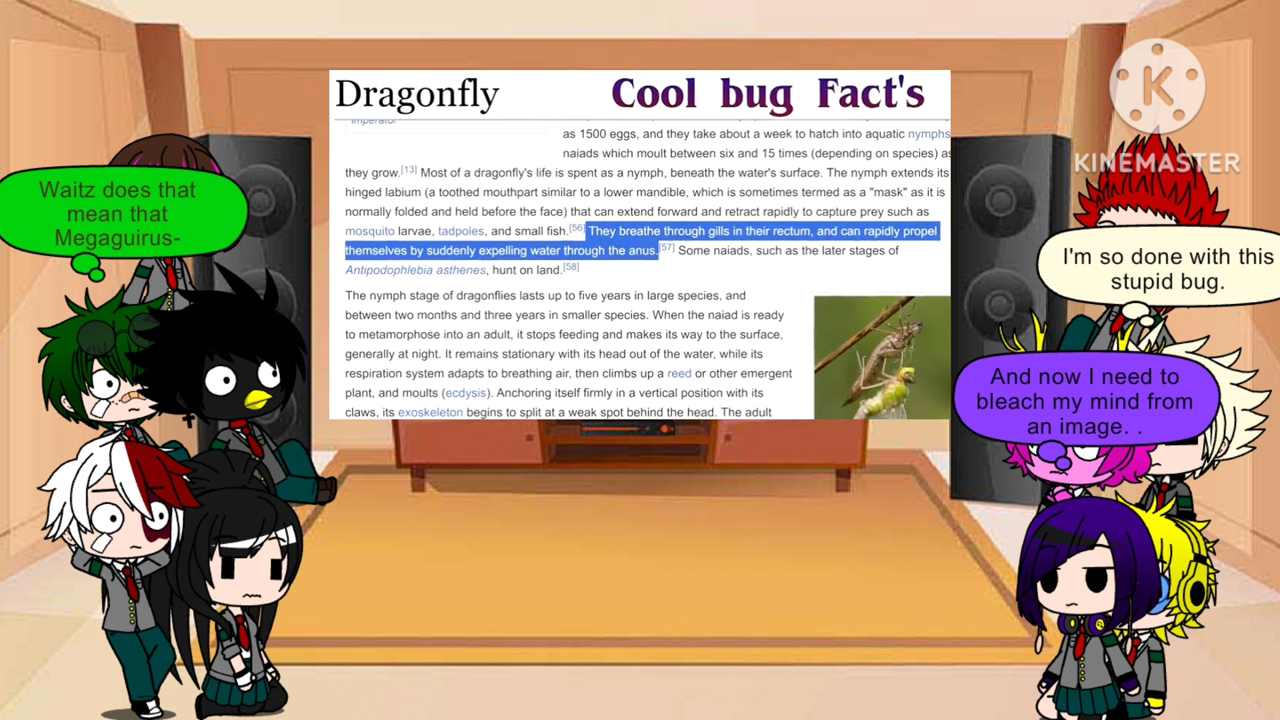 Dragonfly
Cool bug Fact's
as 1500 eggs, and they take about a week to hatch into aquatic nymphs
naiads which moult between six and 15 times (depending on species) as
they grow.[13] Most of a dragonfly's life is spent as a nymph, beneath the water's surface. The nymph extends its
hinged labium (a toothed mouthpart similar to a lower mandible, which is sometimes termed as a "mask" as it is
normally folded and held before the face) that can extend forward and retract rapidly to capture prey such as
mosquito larvae, tadpoles, and small fish.[56] They breathe through gills in their rectum, and can rapidly propel
themselves by suddenly expelling water through the anus.[57] Some naiads, such as the later stages of
Antipodophlebia asthenes, hunt on land.[58]
The nymph stage of dragonflies lasts up to five years in large species, and
between two months and three years in smaller species. When the naiad is ready
to metamorphose into an adult, it stops feeding and makes its way to the surface,
generally at night. It remains stationary with its head out of the water, while its
respiration system adapts to breathing air, then climbs up a reed or other emergent
plant, and moults (ecdysis). Anchoring itself firmly in a vertical position with its
claws, its exoskeleton begins to split at a weak spot behind the head. The adult
Waitz does that
mean that
Megaguirus-
K
KINEMASTER
I'm so done with this
stupid bug.
And now I need to
bleach my mind from
an image. .